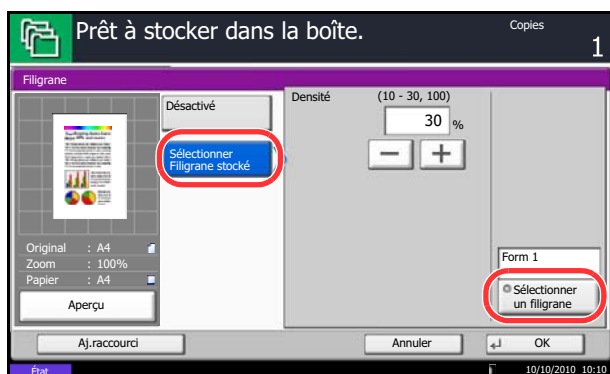 Prêt à stocker dans la boîte.
Copies
1
Filigrane
Désactivé
Sélectionner
Filigrane stocké
Densité
(10 - 30, 100)
30 %
Original : A4
Zoom : 100%
Papier : A4
Aperçu
Form 1
Sélectionner
un filigrane
Aj.raccourci
Annuler
OK
État
10/10/2010 10:10